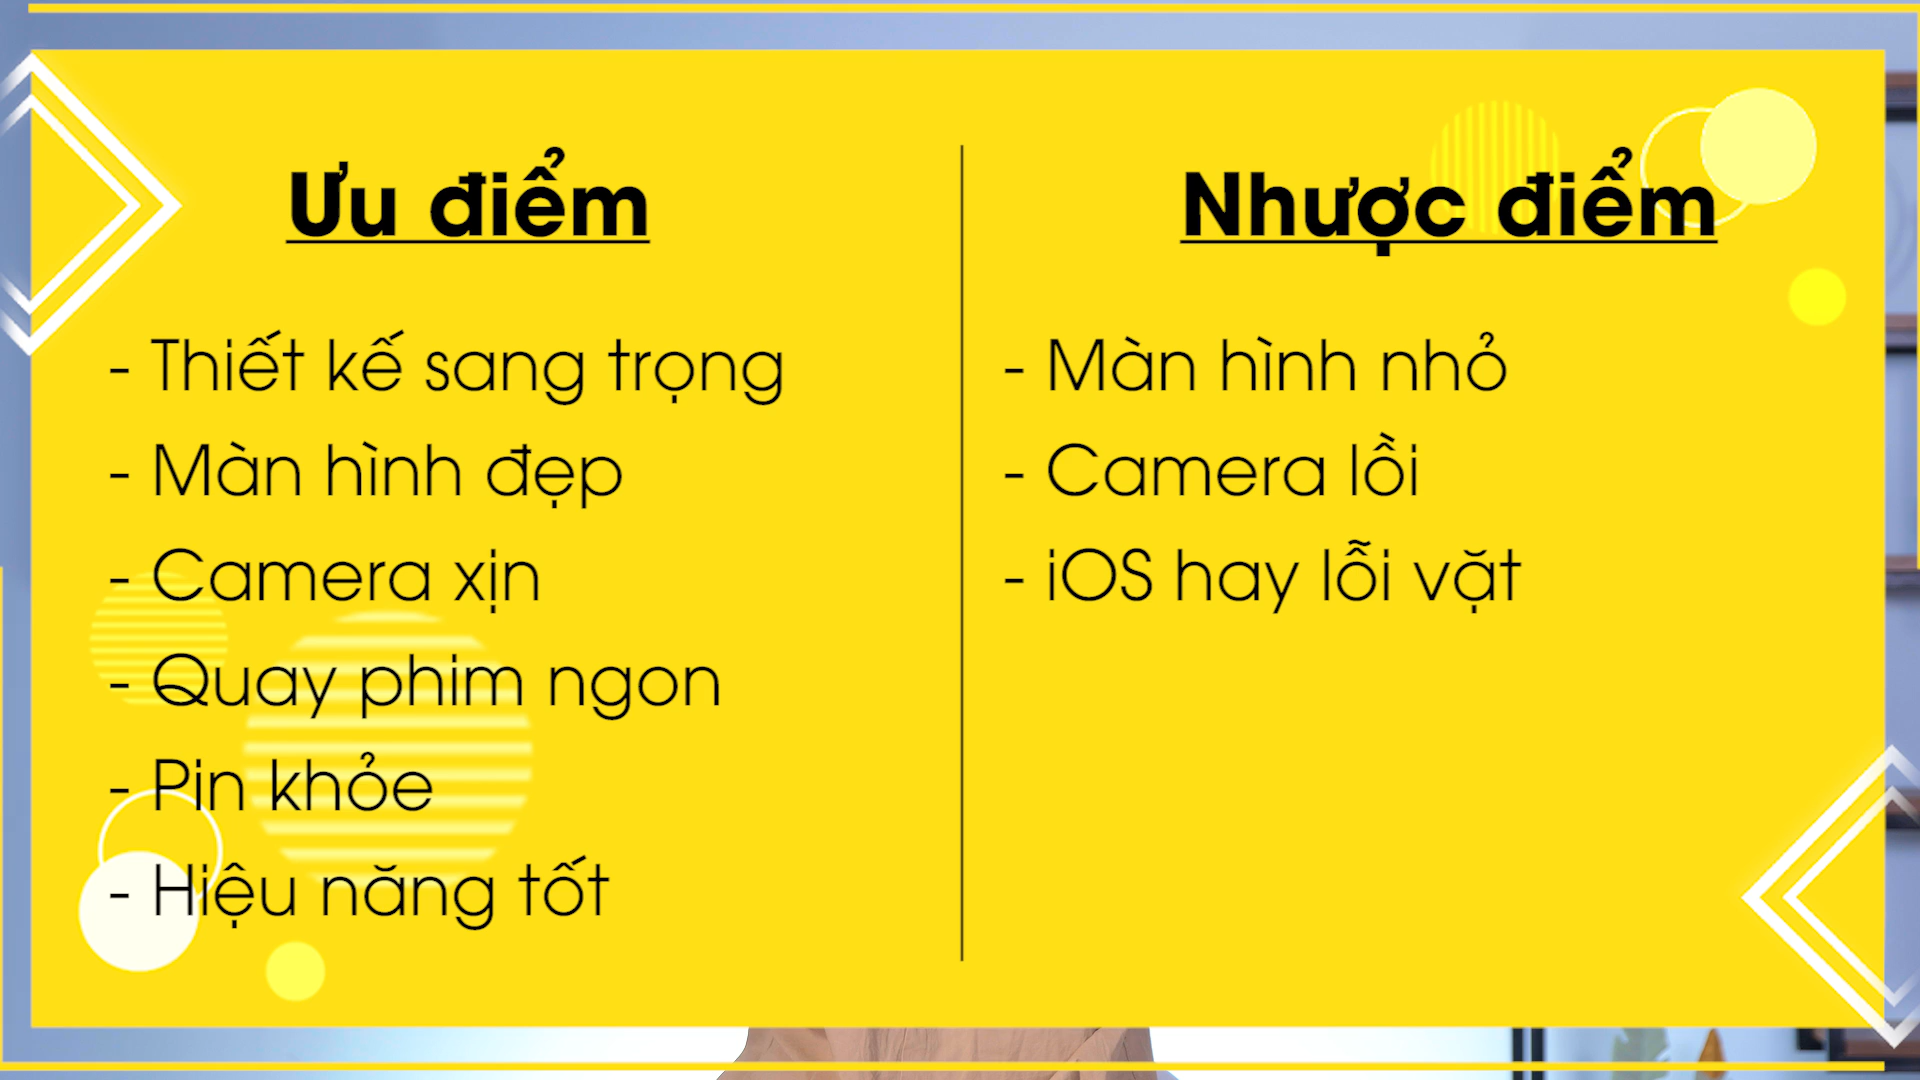 Ưu điểm
- Thiết kế sang trọng
- Màn hình đẹp
- Camera xịn
- Quay phim ngon
- Pin khỏe
- Hiệu năng tốt
Nhược điểm
- Màn hình nhỏ
- Camera lồi
- iOS hay lỗi vặt